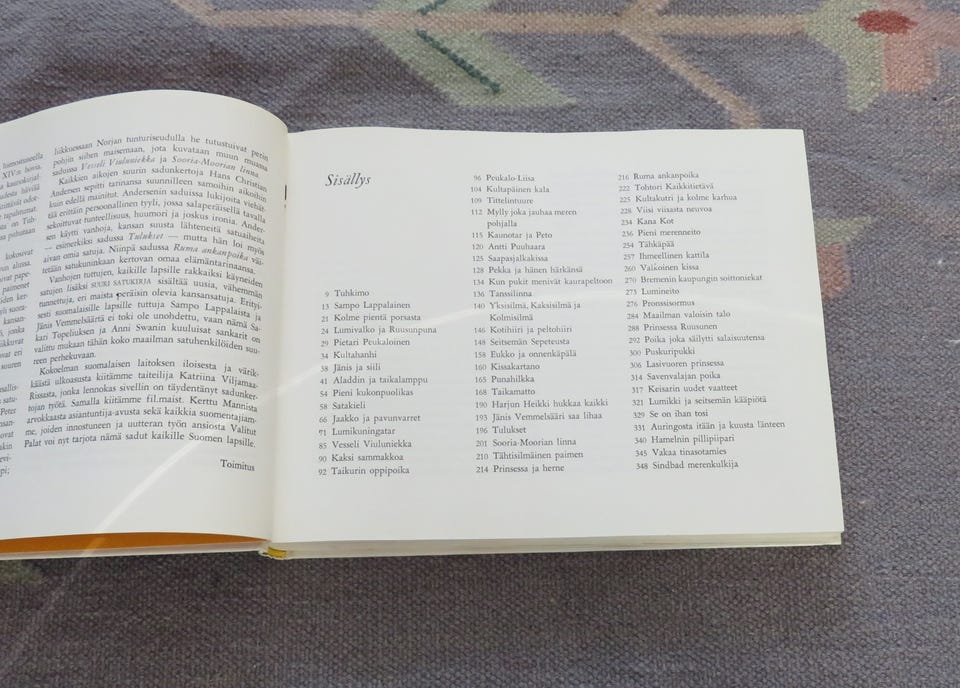 hiomostuneella
XIV:n hovissa.
likkuessaan Norjan tunturiseudulla he tutustuivat perin
pohjin siihen maisemaan, jota kuvataan muun muassa
saduissa Vesseli Viuluniekka ja Sooria-Moorian linna.
Kaikkien aikojen suurin sadunkertoja Hans Christian
Andersen sepitti tarinansa suunnilleen samoihin aikoihin
kuin edellä mainitut. Andersenin saduissa lukijoita viehät-
tää erittäin persoonallinen tyyli, jossa salaperäisellä tavalla
sekoittuvat tunteellisuus, huumori ja joskus ironia. Ander-
sen käytti vanhoja, kansan suusta lähteneitä satuaiheita
— esimerkiksi sadussa Tulukset — mutta hän loi myös
aivan omia satuja. Niinpä sadussa Ruma ankanpoika väi-
tetään satukuninkaan kertovan omaa elämäntarinaansa.
Vanhojen tuttujen, kaikille lapsille rakkaiksi käyneiden
satujen lisäksi SUURI SATUKIRJA sisältää uusia, vähemmän
tunnettuja, eri maista peräisin olevia kansansatuja. Erityi-
sesti suomalaisille lapsille tuttuja Sampo Lappalaista ja
Jänis Vemmelsäärtä ei toki ole unohdettu, vaan nämä Sa-
kari Topeliuksen ja Anni Swanin kuuluisat sankarit on
valittu mukaan tähän koko maailman satuhenkilöiden suu-
reen perhekuvaan.
Kokoelman suomalaisen laitoksen iloisesta ja värik-
käästä ulkoasusta kiitämme taiteilija Katriina Viljamaa-
Rissasta, jonka lennokas sivellin on täydentänyt sadunker-
tojan työtä. Samalla kiitämme fil.maist. Kerttu Mannista
arvokkaasta asiantuntija-avusta sekä kaikkia suomentajiam-
me, joiden innostuneen ja uutteran työn ansiosta Valitut
Palat voi nyt tarjota nämä sadut kaikille Suomen lapsille.
Toimitus
Sisällys
9 Tuhkimo
13 Sampo Lappalainen
21 Kolme pientä porsasta
24 Lumivalko ja Ruusunpuna
29 Pietari Peukaloinen
34 Kultahanhi
38 Jänis ja siili
41 Aladdin ja taikalamppu
54 Pieni kukonpuolikas
58 Satakieli
66 Jaakko ja pavunvarret
71 Lumikuningatar
85 Vesseli Viuluniekka
90 Kaksi sammakkoa
92 Taikurin oppipoika
96 Peukalo-Liisa
104 Kultapäinen kala
109 Tittelintuure
112 Mylly joka jauhaa meren
pohjalla
115 Kaunotar ja Peto
120 Antti Puuhaara
125 Saapasjalkakissa
128 Pekka ja hänen härkänsä
134 Kun pukit menivät kaurapeltoon
136 Tanssilinna
140 Yksisilmä, Kaksisilmä ja
Kolmisilmä
146 Kotihiiri ja peltohiiri
148 Seitsemän Sepeteusta
158 Eukko ja onnenkäpälä
160 Kissakartano
165 Punahilkka
168 Taikamatto
190 Harjun Heikki hukkaa kaikki
193 Jänis Vemmelsääri saa lihaa
196 Tulukset
201 Sooria-Moorian linna
210 Tähtisilmäinen paimen
214 Prinsessa ja herne
216 Ruma ankanpoika
222 Tohtori Kaikkitietävä
225 Kultakutri ja kolme karhua
228 Viisi viisasta neuvoa
234 Kana Kot
236 Pieni merenneito
254 Tähkäpää
257 Ihmeellinen kattila
260 Valkoinen kissa
270 Bremenin kaupungin soittoniekat
273 Lumineito
276 Pronssisormus
284 Maailman valoisin talo
288 Prinsessa Ruusunen
292 Poika joka säilytti salaisuutensa
300 Puskuripukki
306 Lasivuoren prinsessa
314 Savenvalajan poika
317 Keisarin uudet vaatteet
321 Lumikki ja seitsemän kääpiötä
329 Se on ihan tosi
331 Auringosta itään ja kuusta länteen
340 Hamelnin pillipiipari
345 Vakaa tinasotamies
348 Sindbad merenkulkija